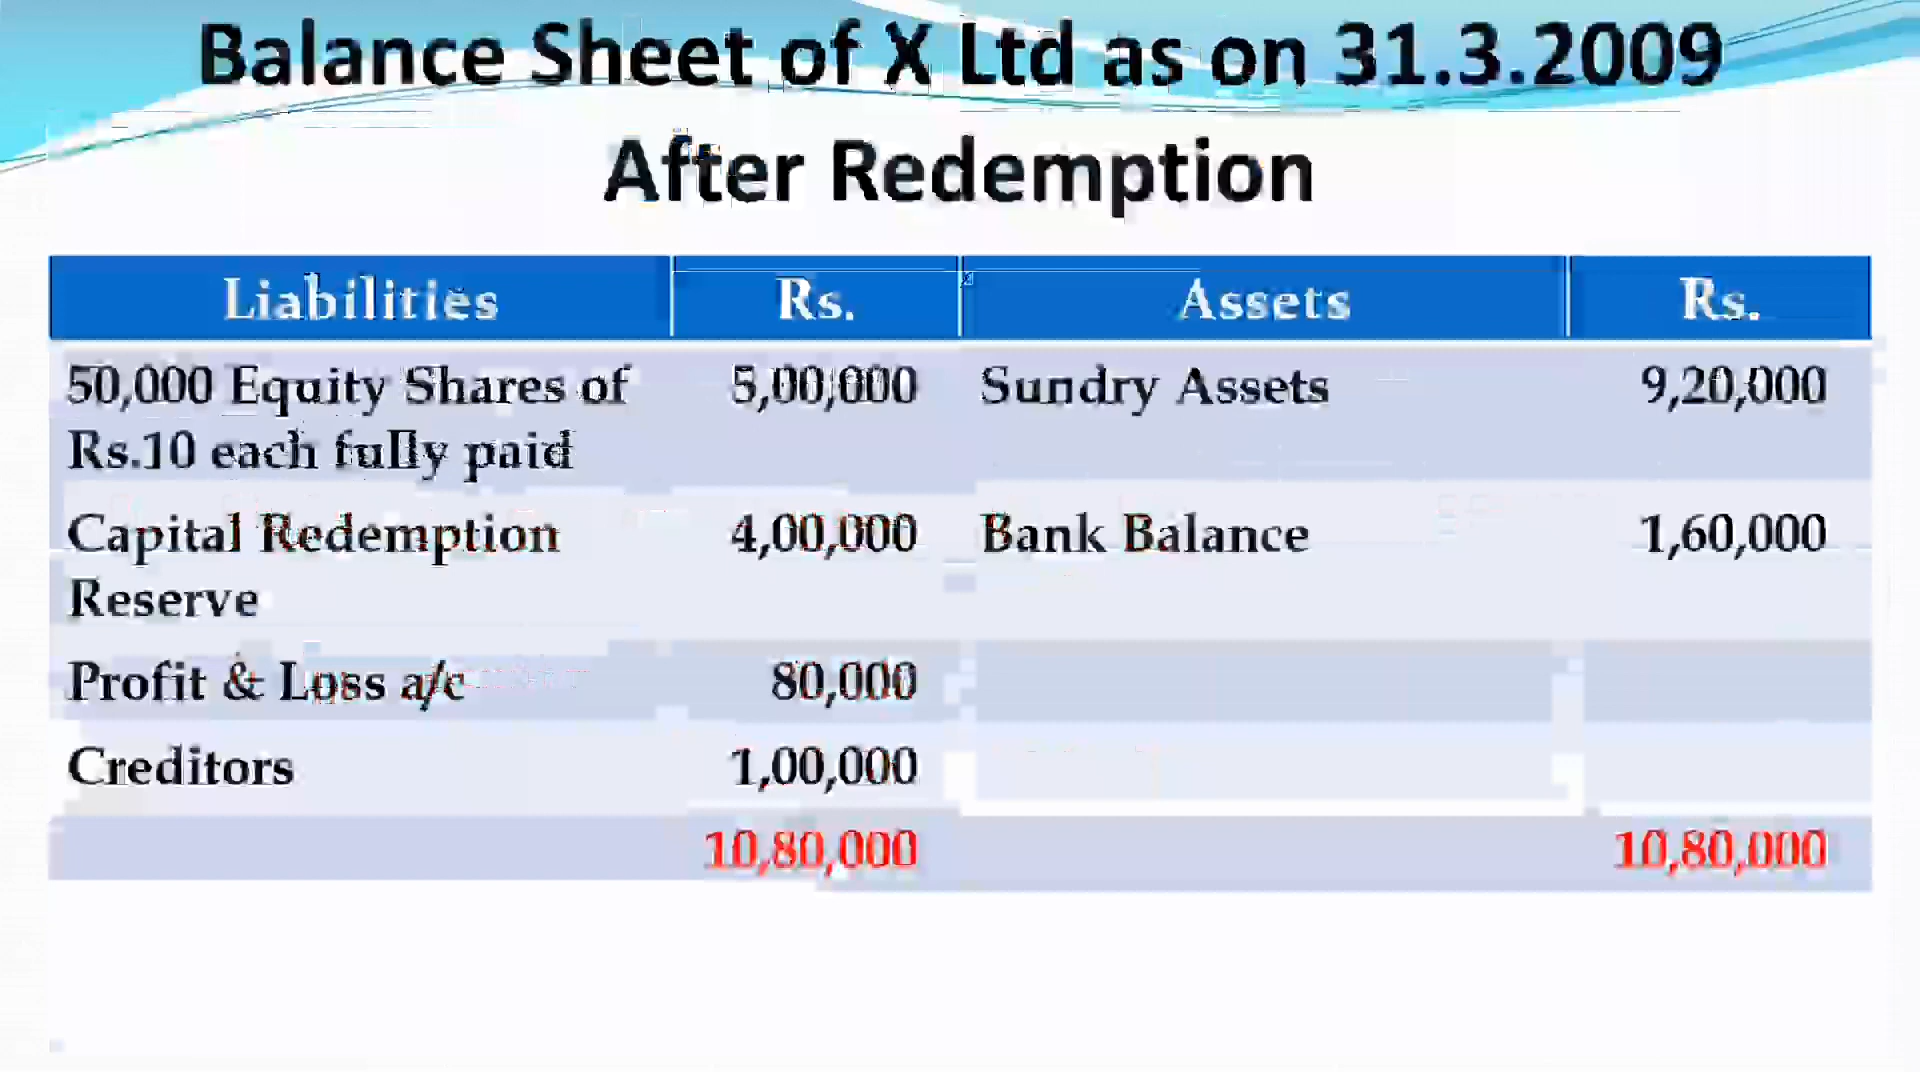 Balance Sheet of X Ltd as on 31.3.2009
After Redemption
Liabilities Rs. Assets Rs.
50,000 Equity Shares of 5,00,000 Sundry Assets 9,20,000
Rs.10 each fully paid
Capital Redemption 4,00,000 Bank Balance 1,60,000
Reserve
Profit & Loss a/c 80,000
Creditors 1,00,000
10,80,000 10,80,000